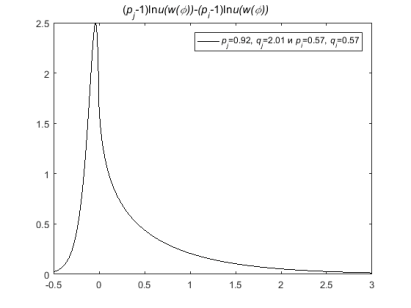 (p_j-1)lnu(w(ϕ))-(p_i-1)lnu(w(ϕ))
p_j=0.92, q_j=2.01 и p_i=0.57, q_i=0.57
2.5
2
1.5
1
0.5
0
-0.5 0 0.5 1 1.5 2 2.5 3